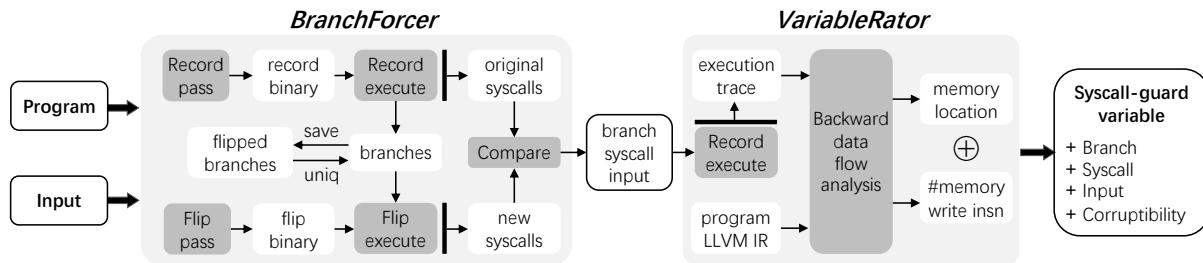 BranchForcer
VariableRator
Program
Input
Record
pass
record
binary
Record
execute
original
syscalls
flipped
branches
save
uniq
branches
Compare
Flip
pass
flip
binary
Flip
execute
new
syscalls
branch
syscall
input
execution
trace
Record
execute
program
LLVM IR
Backward
data
flow
analysis
memory
location
#memory
write insn
Syscall-guard
variable
+ Branch
+ Syscall
+ Input
+ Corruptibility